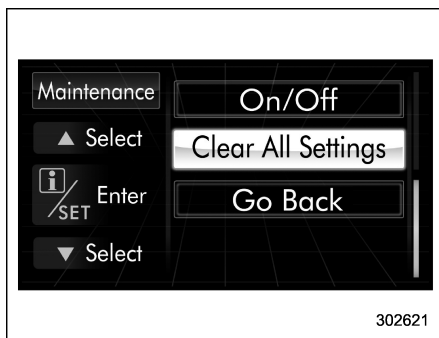 Maintenance
On/Off
▲ Select
Clear All Settings
i/SET Enter
Go Back
▼ Select
302621